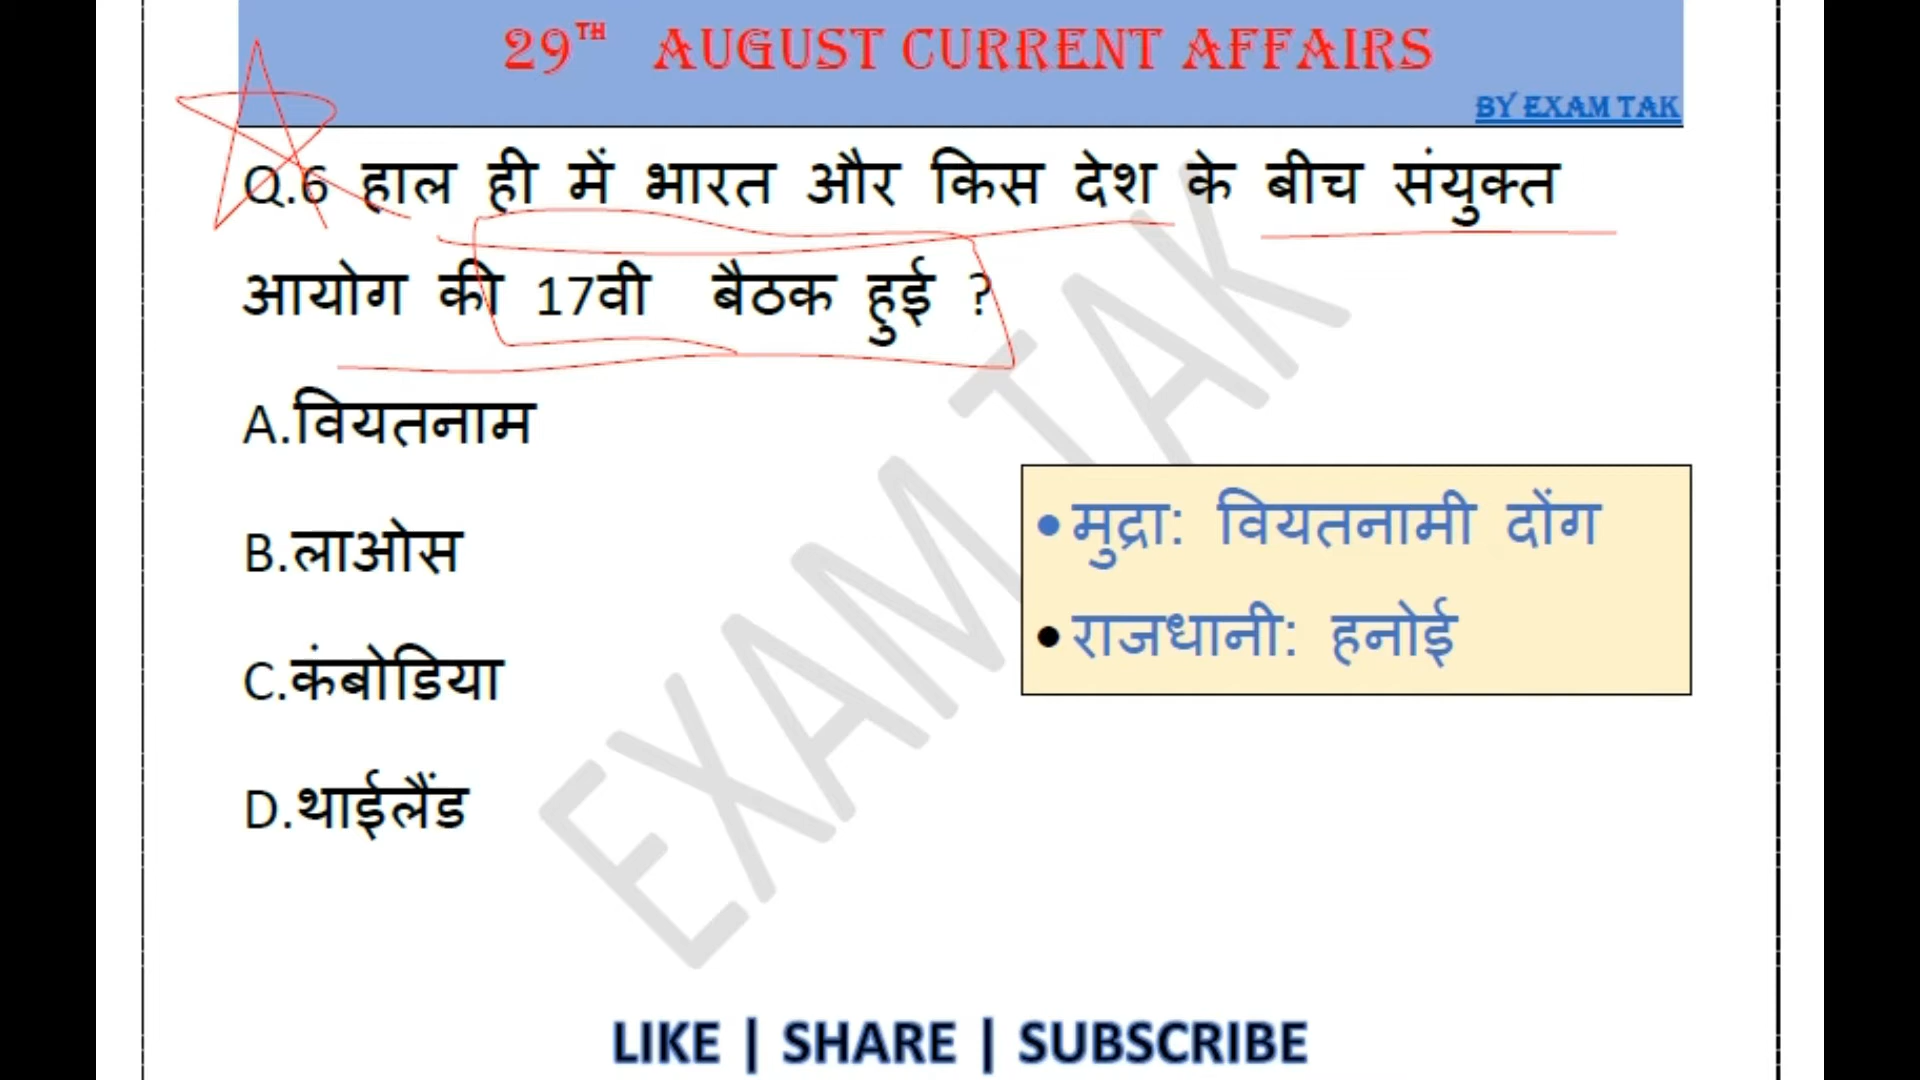 29TH AUGUST CURRENT AFFAIRS
BY EXAM TAK
Q.6 हाल ही में भारत और किस देश के बीच संयुक्त
आयोग की 17वी बैठक हुई ?
A.वियतनाम
B.लाओस
C.कंबोडिया
D.थाईलैंड
• मुद्रा: वियतनामी दोंग
• राजधानी: हनोई
EXAM TAK
LIKE | SHARE | SUBSCRIBE